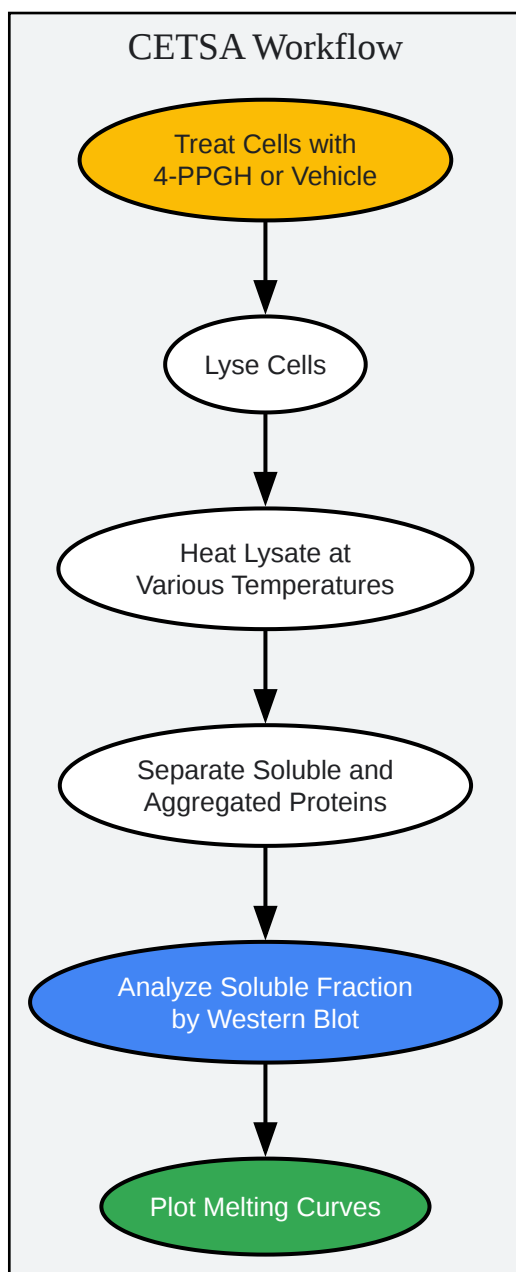 CETSA Workflow
Treat Cells with
4-PPGH or Vehicle
Lyse Cells
Heat Lysate at
Various Temperatures
Separate Soluble and
Aggregated Proteins
Analyze Soluble Fraction
by Western Blot
Plot Melting Curves